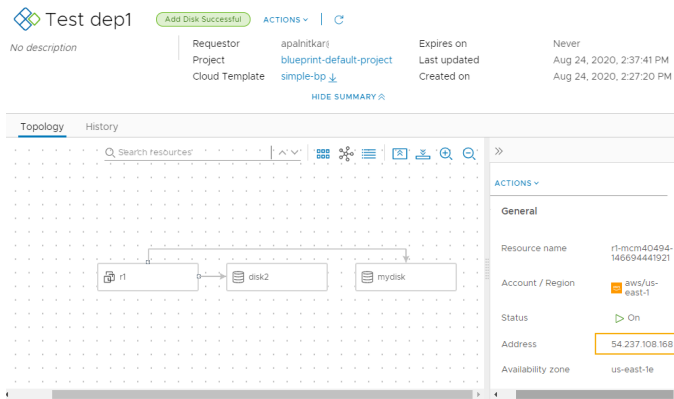 Test dep1
Add Disk Successful
ACTIONS
No description
Requestor apalnitkar
Project blueprint-default-project
Cloud Template simple-bp
Expires on Never
Last updated Aug 24, 2020, 2:37:41 PM
Created on Aug 24, 2020, 2:27:20 PM
HIDE SUMMARY
Topology History
Search resources
r1
disk2
mydisk
ACTIONS
General
Resource name r1-mcm40494-
146694441921
Account / Region aws/us-
east-1
Status On
Address 54.237.108.168
Availability zone us-east-1e